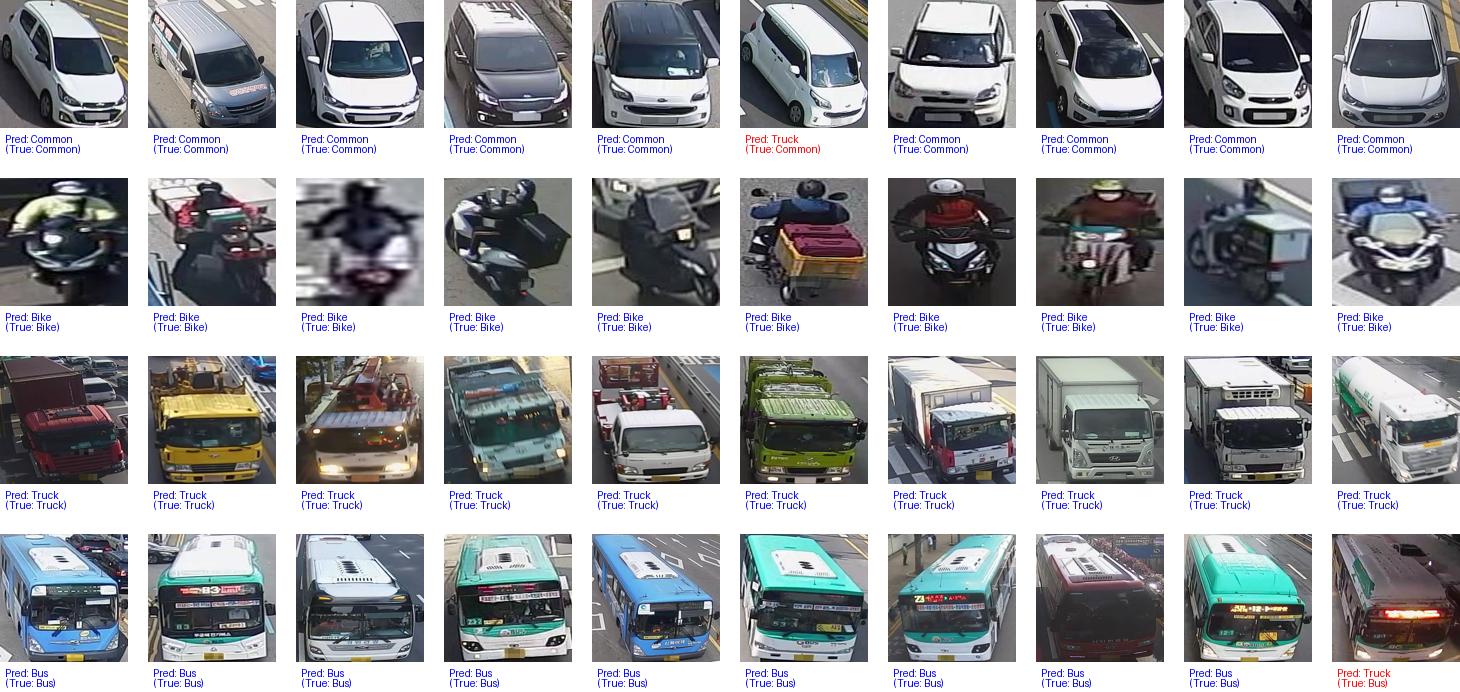 Pred: Common
(True: Common)
Pred: Common
(True: Common)
Pred: Common
(True: Common)
Pred: Common
(True: Common)
Pred: Common
(True: Common)
Pred: Truck
(True: Common)
Pred: Common
(True: Common)
Pred: Common
(True: Common)
Pred: Common
(True: Common)
Pred: Common
(True: Common)
Pred: Bike
(True: Bike)
Pred: Bike
(True: Bike)
Pred: Bike
(True: Bike)
Pred: Bike
(True: Bike)
Pred: Bike
(True: Bike)
Pred: Bike
(True: Bike)
Pred: Bike
(True: Bike)
Pred: Bike
(True: Bike)
Pred: Bike
(True: Bike)
Pred: Bike
(True: Bike)
Pred: Truck
(True: Truck)
Pred: Truck
(True: Truck)
Pred: Truck
(True: Truck)
Pred: Truck
(True: Truck)
Pred: Truck
(True: Truck)
Pred: Truck
(True: Truck)
Pred: Truck
(True: Truck)
Pred: Truck
(True: Truck)
Pred: Truck
(True: Truck)
Pred: Truck
(True: Truck)
83
Pred: Bus
(True: Bus)
Pred: Bus
(True: Bus)
Pred: Bus
(True: Bus)
Pred: Bus
(True: Bus)
Pred: Bus
(True: Bus)
Pred: Bus
(True: Bus)
Pred: Bus
(True: Bus)
Pred: Bus
(True: Bus)
Pred: Bus
(True: Bus)
Pred: Truck
(True: Bus)